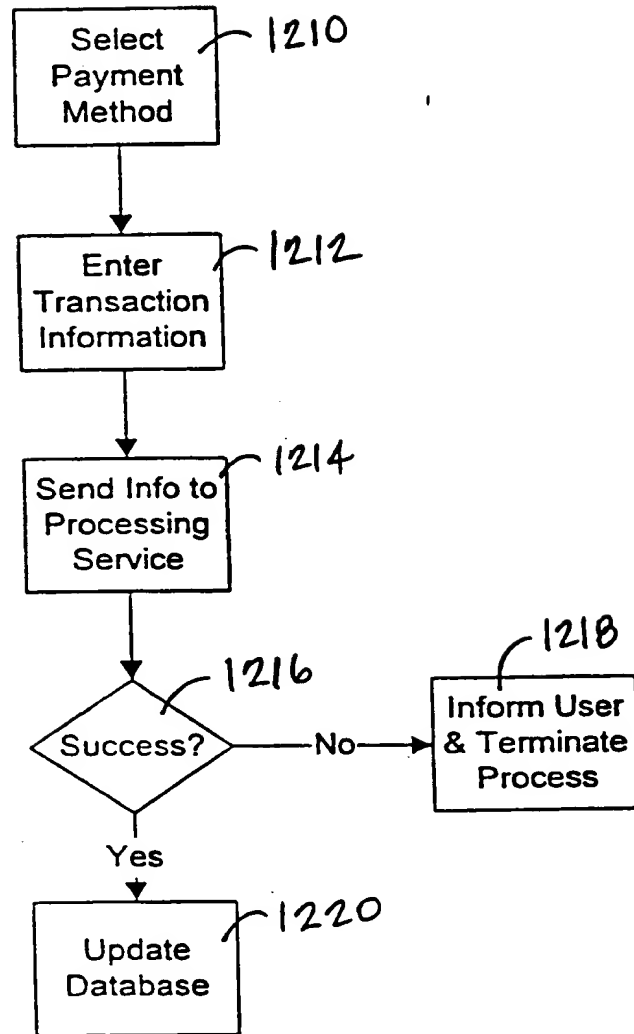 Select
Payment
Method
1210
Enter
Transaction
Information
1212
Send Info to
Processing
Service
1214
Success?
1216
No
Inform User
& Terminate
Process
1218
Yes
Update
Database
1220